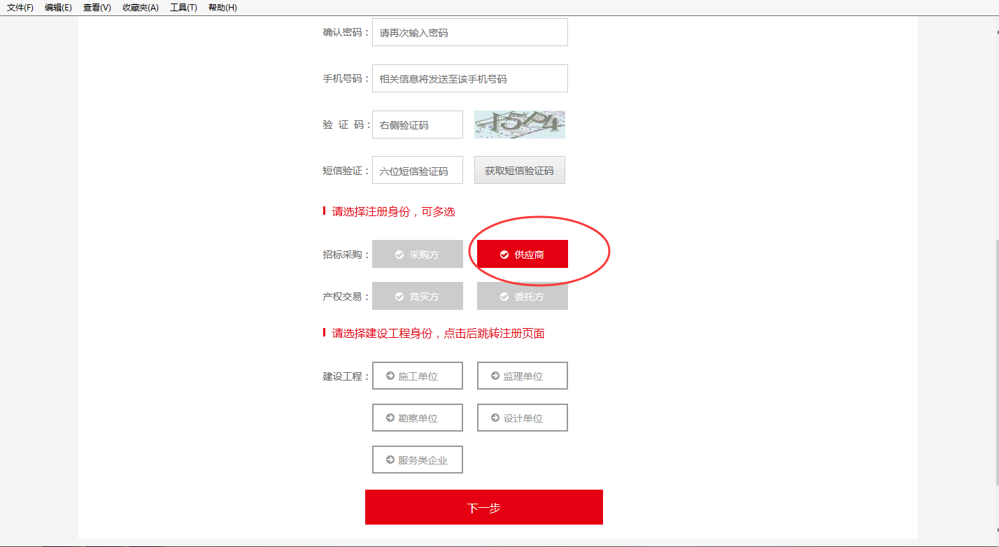 文件(F) 编辑(E) 查看(V) 收藏夹(A) 工具(T) 帮助(H)
确认密码： 请再次输入密码
手机号码： 相关信息将发送至该手机号码
验 证 码： 右侧验证码 15P4
短信验证： 六位短信验证码 获取短信验证码
请选择注册身份，可多选
招标采购： 采购方 供应商
产权交易： 竞买方 委托方
请选择建设工程身份，点击后跳转注册页面
建设工程： 施工单位 监理单位
勘察单位 设计单位
服务类企业
下一步